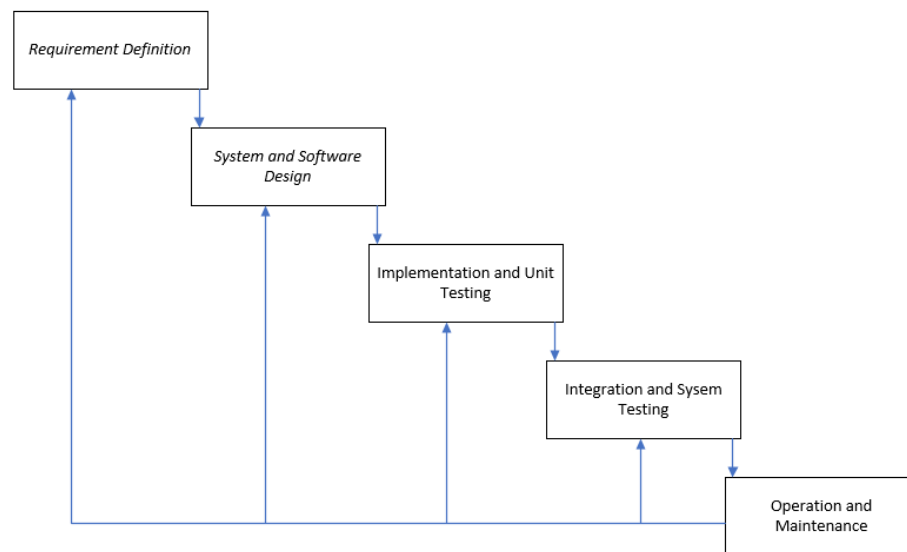 Requirement Definition
System and Software
Design
Implementation and Unit
Testing
Integration and Sysem
Testing
Operation and
Maintenance